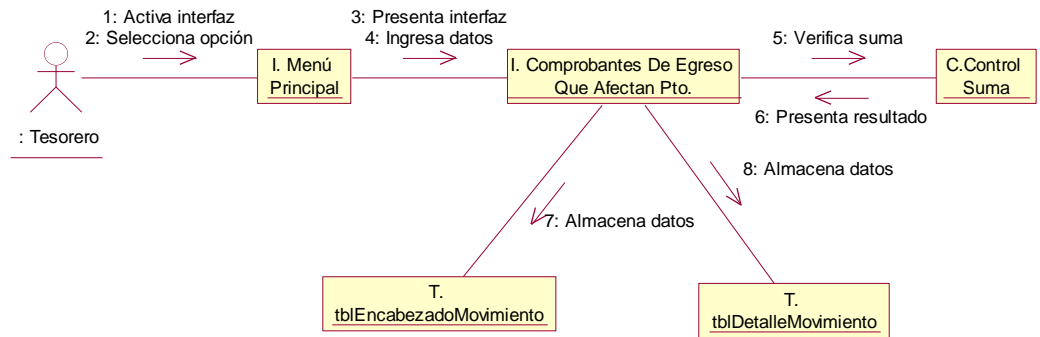 1: Activa interfaz
2: Selecciona opción
3: Presenta interfaz
4: Ingresa datos
5: Verifica suma
I. Menú
Principal
I. Comprobantes De Egreso
Que Afectan Pto.
C.Control
Suma
6: Presenta resultado
: Tesorero
8: Almacena datos
7: Almacena datos
T.
tblEncabezadoMovimiento
T.
tblDetalleMovimiento